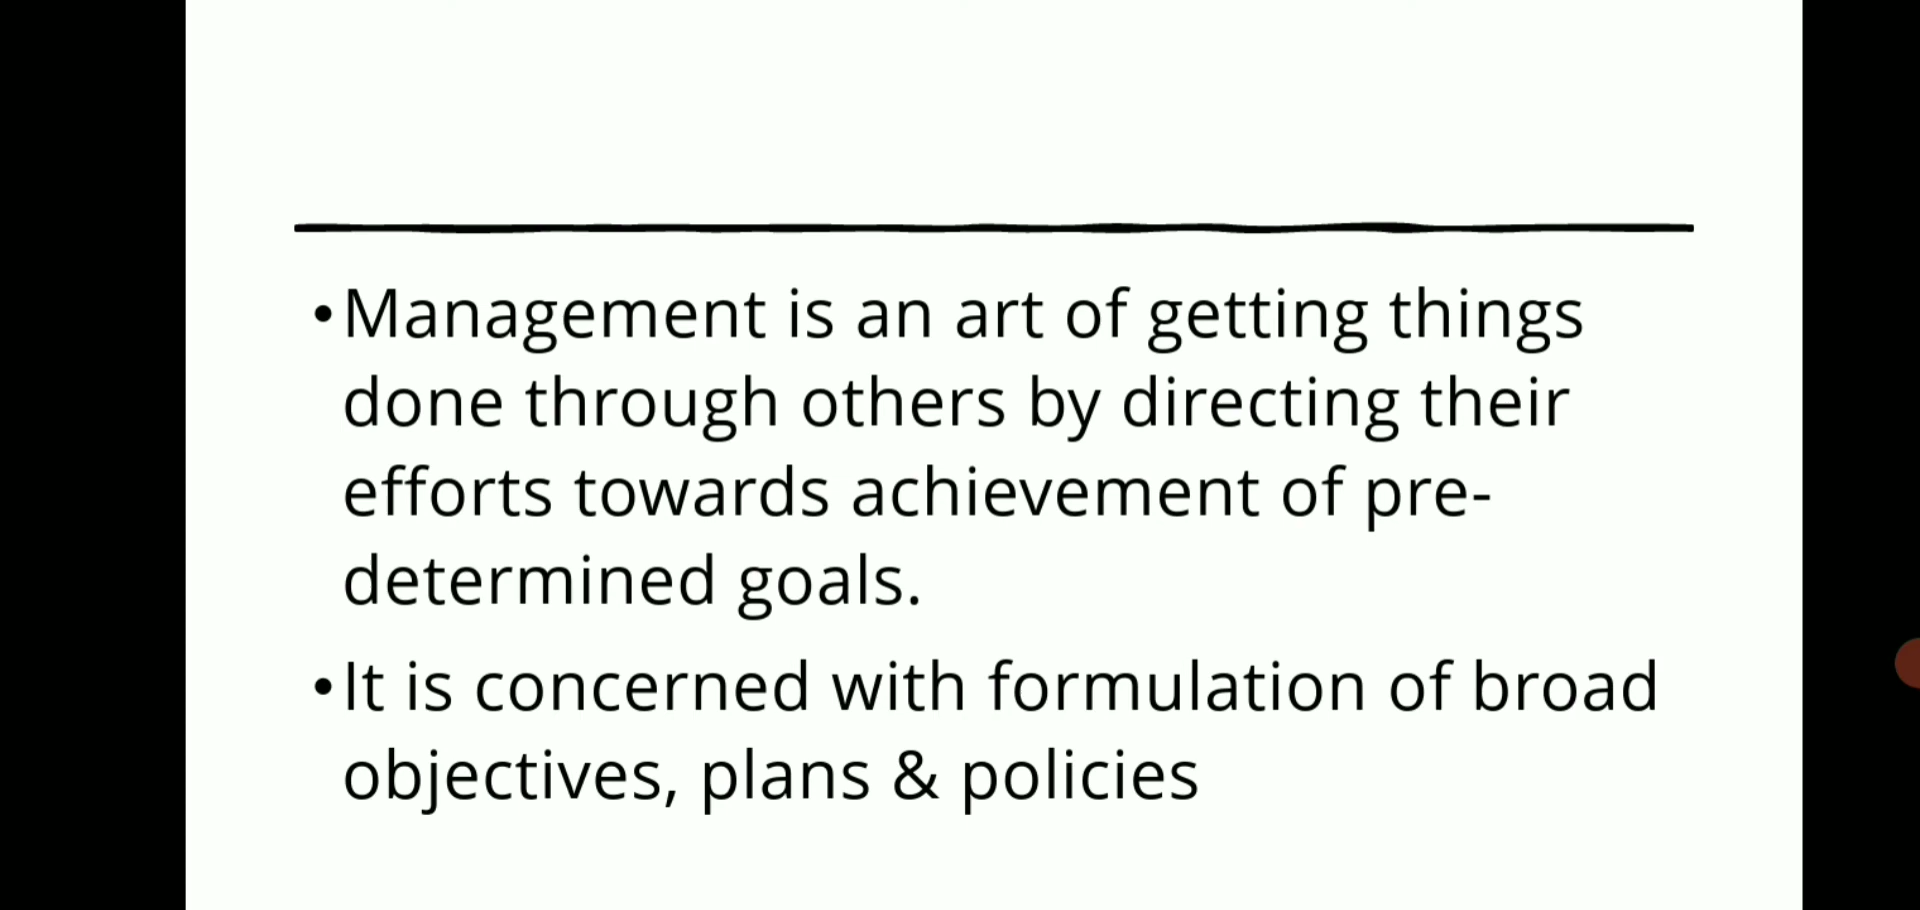 •Management is an art of getting things
done through others by directing their
efforts towards achievement of pre-
determined goals.
•It is concerned with formulation of broad
objectives, plans & policies